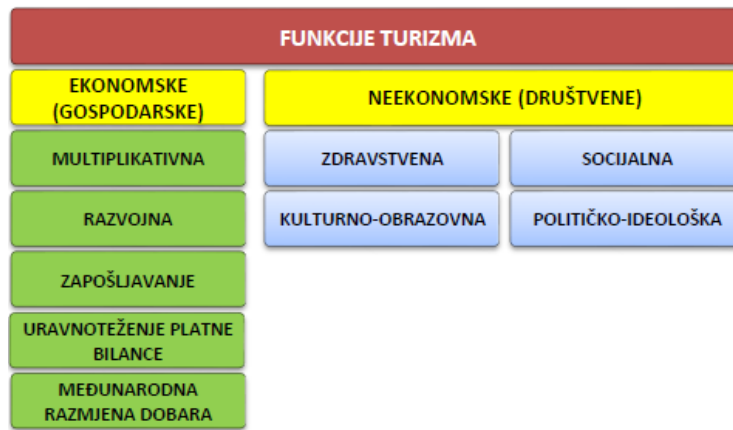 FUNKCIJE TURIZMA
EKONOMSKE
(GOSPODARSKE)
NEEKONOMSKE (DRUŠTVENE)
MULTIPLIKATIVNA
RAZVOJNA
ZAPOŠLJAVANJE
URAVNOTEŽENJE PLATNE
BILANCE
MEĐUNARODNA
RAZMJENA DOBARA
ZDRAVSTVENA
SOCIJALNA
KULTURNO-OBRAZOVNA
POLITIČKO-IDEOLOŠKA